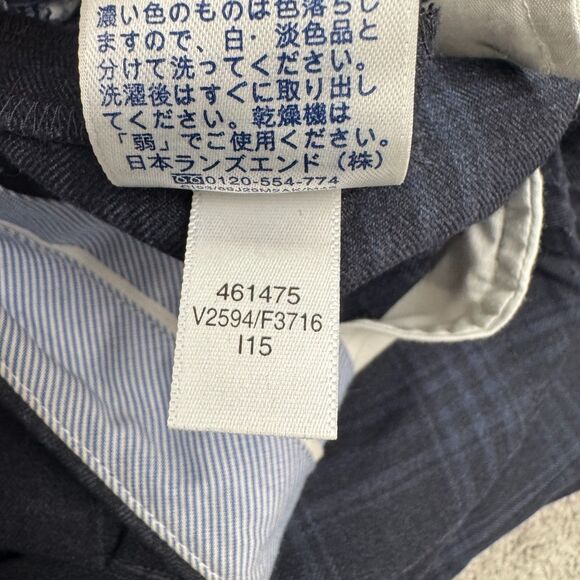 濃い色のものは色落ちし
ますので、白・淡色品と
分けて洗ってください。
洗濯後はすぐに取り出し
てください。乾燥機は
「弱」でご使用ください。
日本ランズエンド（株）
0120-554-774
461475
V2594/F3716
I15